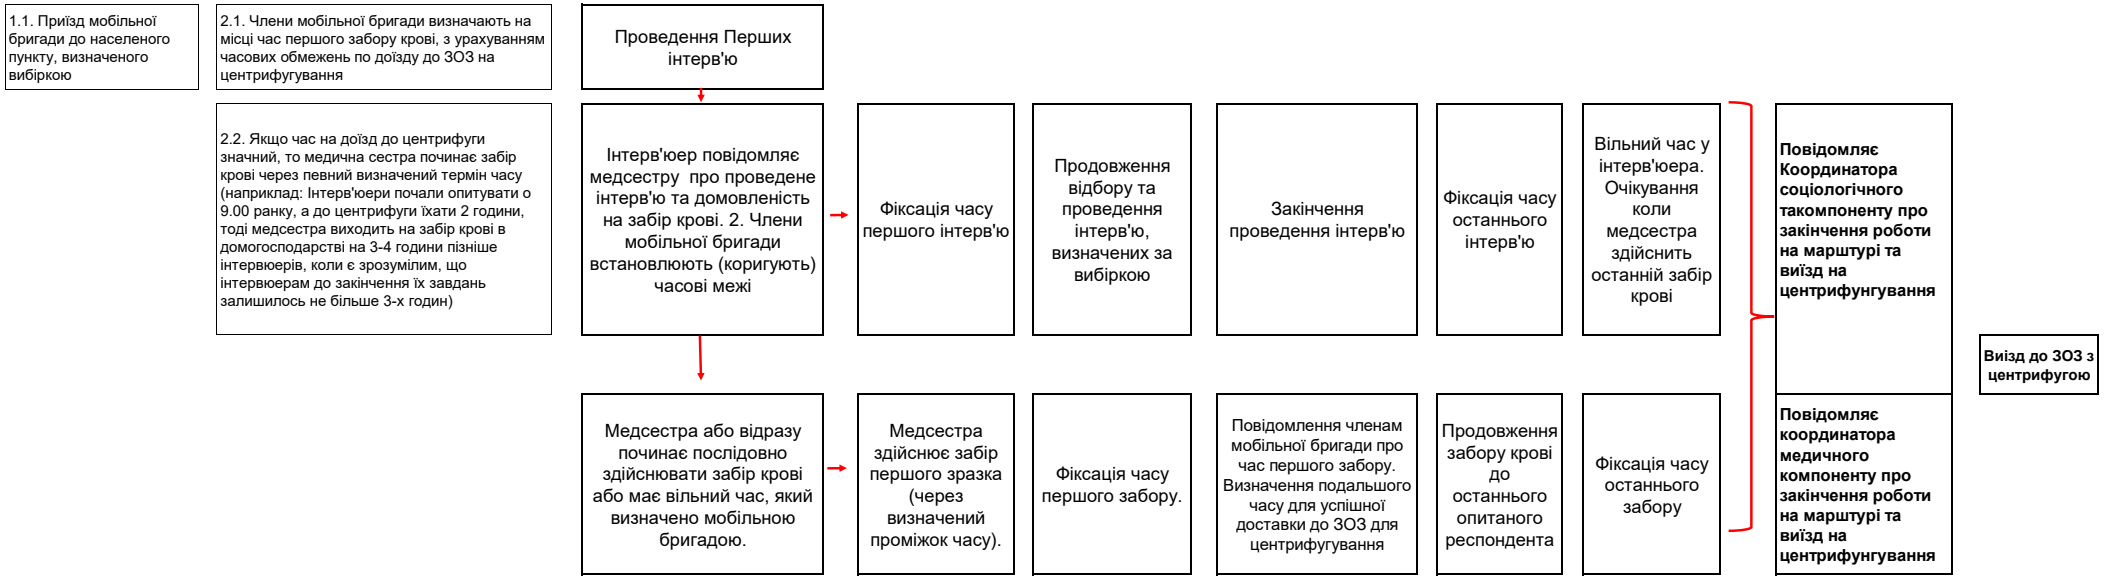 1.1. Приїзд мобільної
бригади до населеного
пункту, визначеного
вибіркою
2.1. Члени мобільної бригади визначають на
місці час першого забору крові, з урахуванням
часових обмежень по доїзду до ЗОЗ на
центрифугування
Проведення Перших
інтерв'ю
2.2. Якщо час на доїзд до центрифуги
значний, то медична сестра починає забір
крові через певний визначений термін часу
(наприклад: Інтерв'юери почали опитувати о
9.00 ранку, а до центрифуги їхати 2 години,
тоді медсестра виходить на забір крові в
домогосподарстві на 3-4 години пізніше
інтервюерів, коли є зрозумілим, що
інтервюерам до закінчення їх завдань
залишилось не більше 3-х годин)
Інтерв'юер повідомляє
медсестру про проведене
інтерв'ю та домовленість
на забір крові. 2. Члени
мобільної бригади
встановлюють (коригують)
часові межі
Фіксація часу
першого інтерв'ю
Продовження
відбору та
проведення
інтерв'ю,
визначених за
вибіркою
Закінчення
проведення інтерв'ю
Фіксація часу
останнього
інтерв'ю
Вільний час у
інтерв'юера.
Очікування
коли
медсестра
здійснить
останній забір
крові
Повідомляє
Координатора
соціологічного
такомпоненту про
закінчення роботи
на марштурі та
виїзд на
центрифунгування
Виїзд до ЗОЗ з
центрифугою
Медсестра або відразу
починає послідовно
здійснювати забір крові
або має вільний час, який
визначено мобільною
бригадою.
Медсестра
здійснює забір
першого зразка
(через
визначений
проміжок часу).
Фіксація часу
першого забору.
Повідомлення членам
мобільної бригади про
час першого забору.
Визначення подальшого
часу для успішної
доставки до ЗОЗ для
центрифугування
Продовження
забору крові
до
останнього
опитаного
респондента
Фіксація часу
останнього
забору
Повідомляє
координатора
медичного
компоненту про
закінчення роботи
на марштурі та
виїзд на
центрифунгування